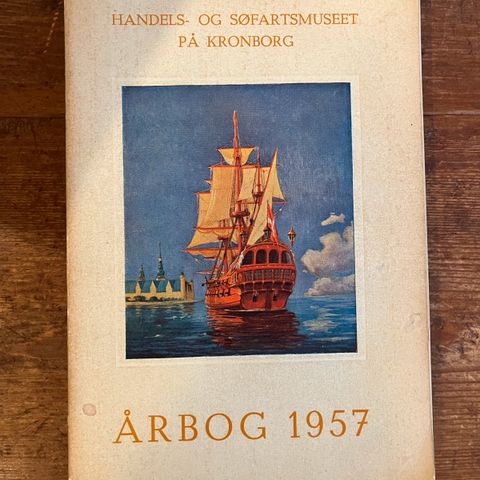 HANDELS- OG SØFARTSMUSEET
PÅ KRONBORG
ÅRBOG 1957